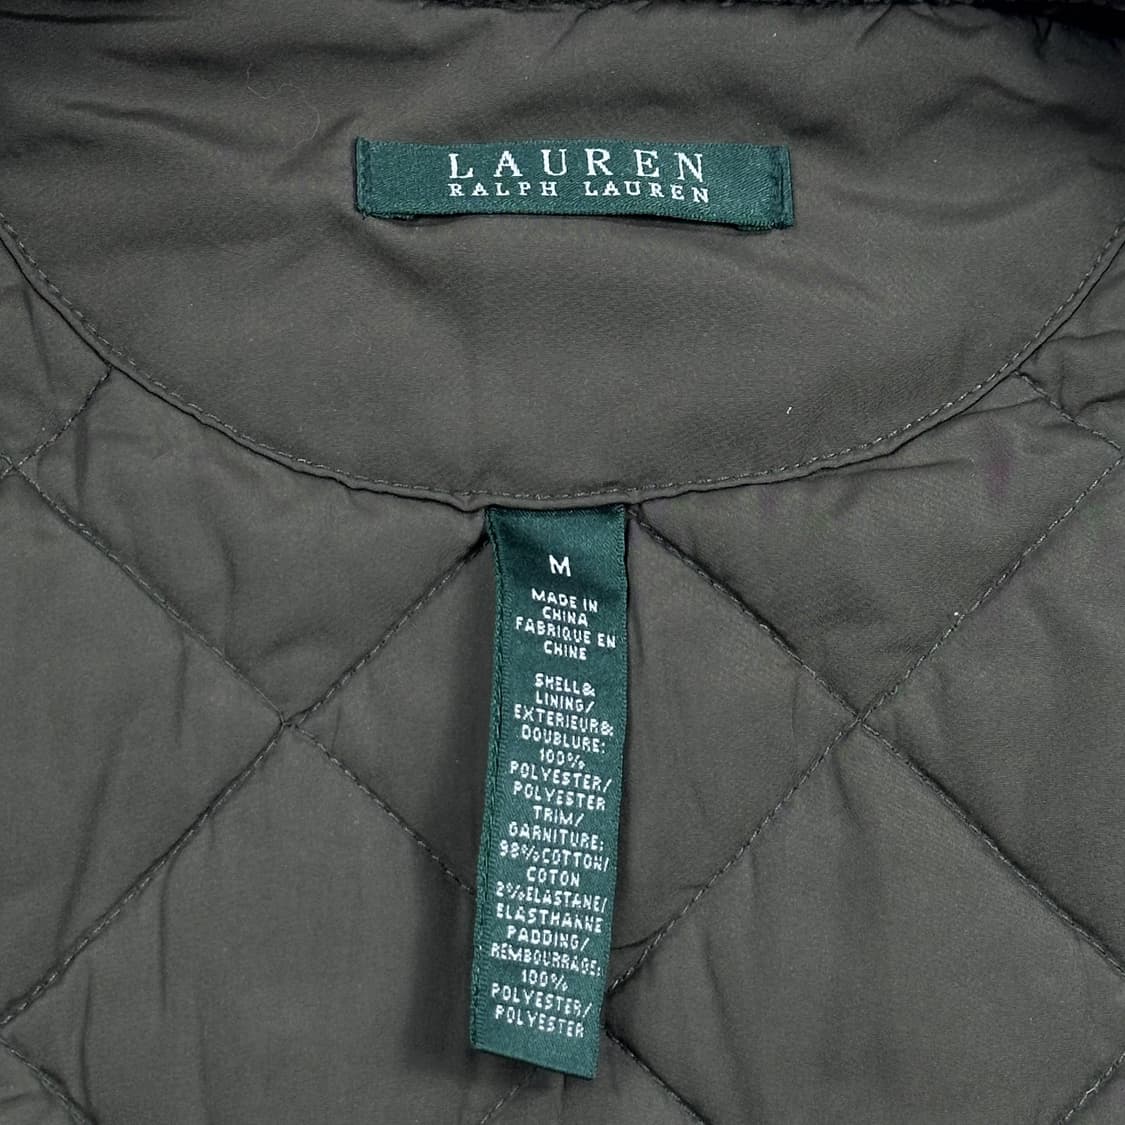 LAUREN
RALPH LAUREN
M
MADE IN
CHINA
FABRIQUE EN
CHINE
SHELL&
LINING/
EXTERIEUR&
DOUBLURE:
100%
POLYESTER/
POLYESTER
TRIM/
GARNITURE:
98%COTTON/
COTON
2%ELASTANE/
ELASTHANNE
PADDING/
REMBOURRAGE:
100%
POLYESTER/
POLYESTER